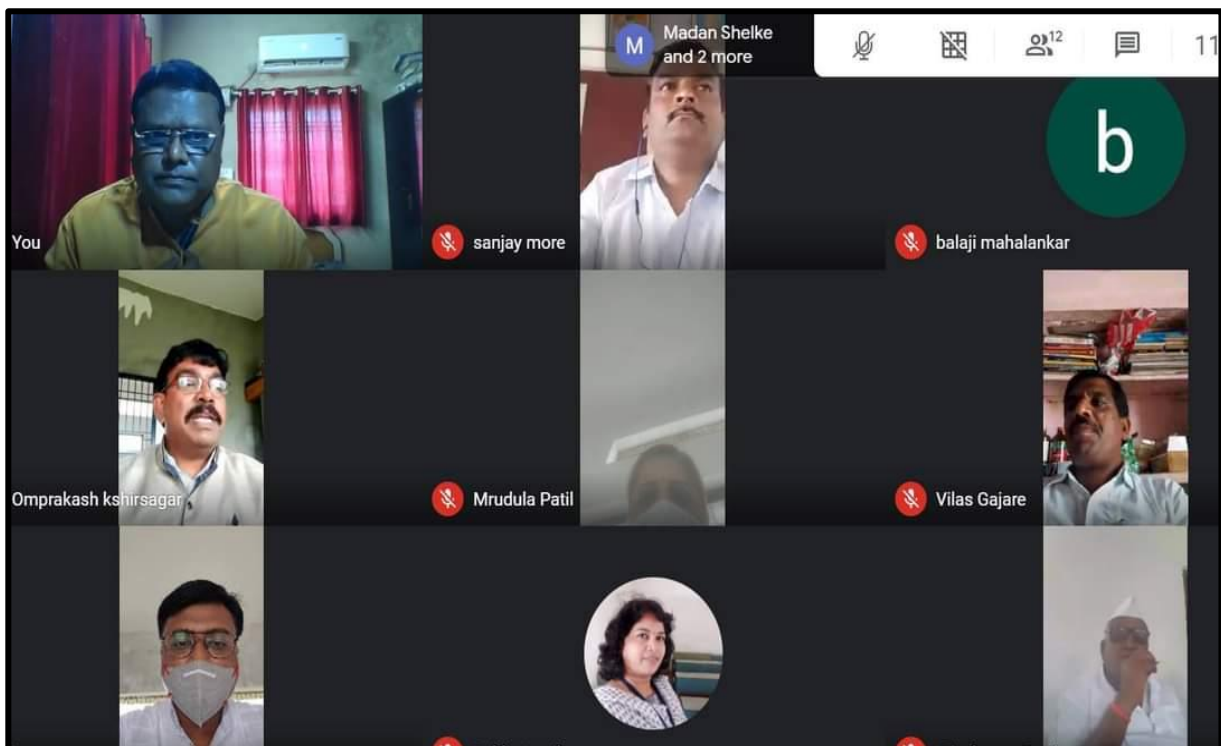 M
Madan Shelke
and 2 more
12
11
b
You
sanjay more
balaji mahalankar
Omprakash kshirsagar
Mrudula Patil
Vilas Gajare